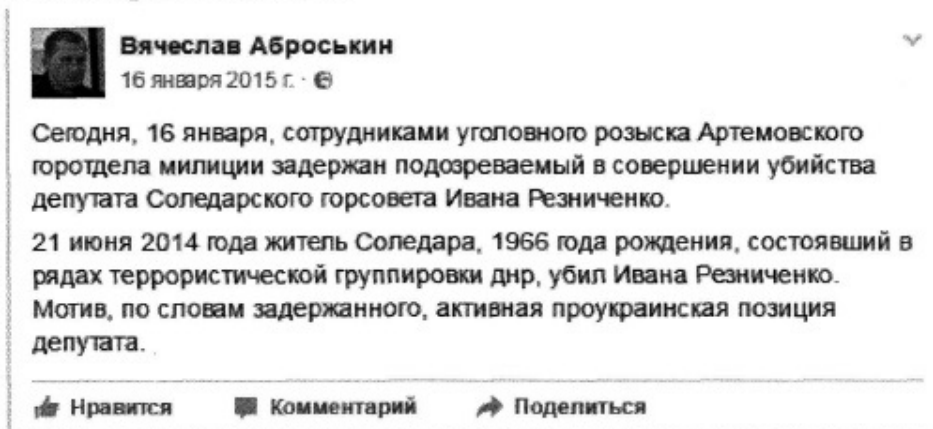 Вячеслав Аброськин
16 января 2015 г. ·
Сегодня, 16 января, сотрудниками уголовного розыска Артемовского
горотдела милиции задержан подозреваемый в совершении убийства
депутата Соледарского горсовета Ивана Резниченко.
21 июня 2014 года житель Соледара, 1966 года рождения, состоявший в
рядах террористической группировки днр, убил Ивана Резниченко.
Мотив, по словам задержанного, активная проукраинская позиция
депутата.
Нравится Комментарий Поделиться